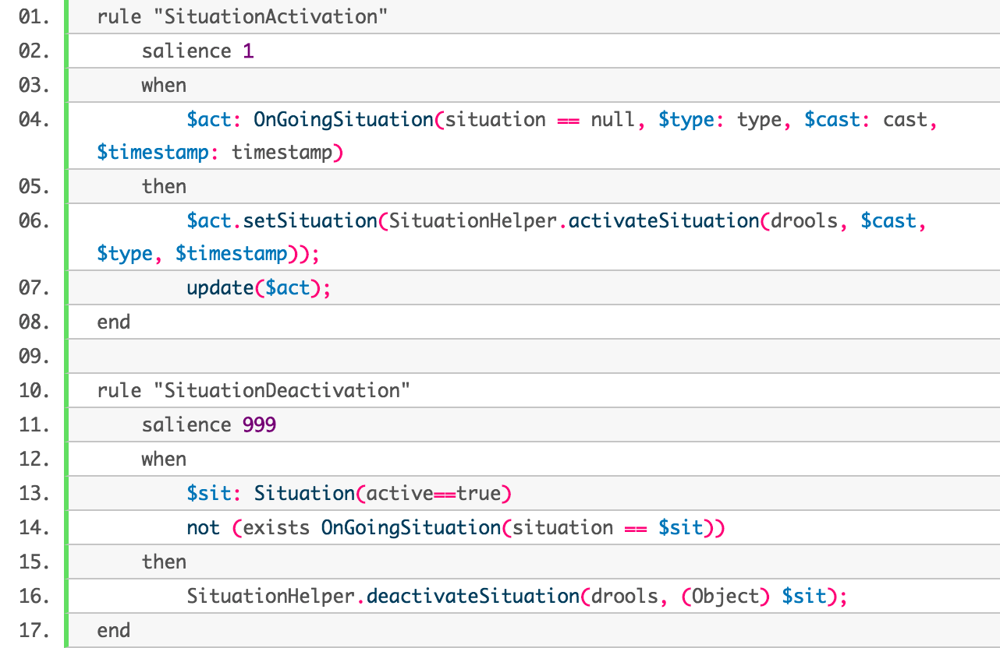 01. rule "SituationActivation"
02. salience 1
03. when
04. $act: OnGoingSituation(situation == null, $type: type, $cast: cast,
$timestamp: timestamp)
05. then
06. $act.setSituation(SituationHelper.activateSituation(drools, $cast,
$type, $timestamp));
07. update($act);
08. end
09.
10. rule "SituationDeactivation"
11. salience 999
12. when
13. $sit: Situation(active==true)
14. not (exists OnGoingSituation(situation == $sit))
15. then
16. SituationHelper.deactivateSituation(drools, (Object) $sit);
17. end